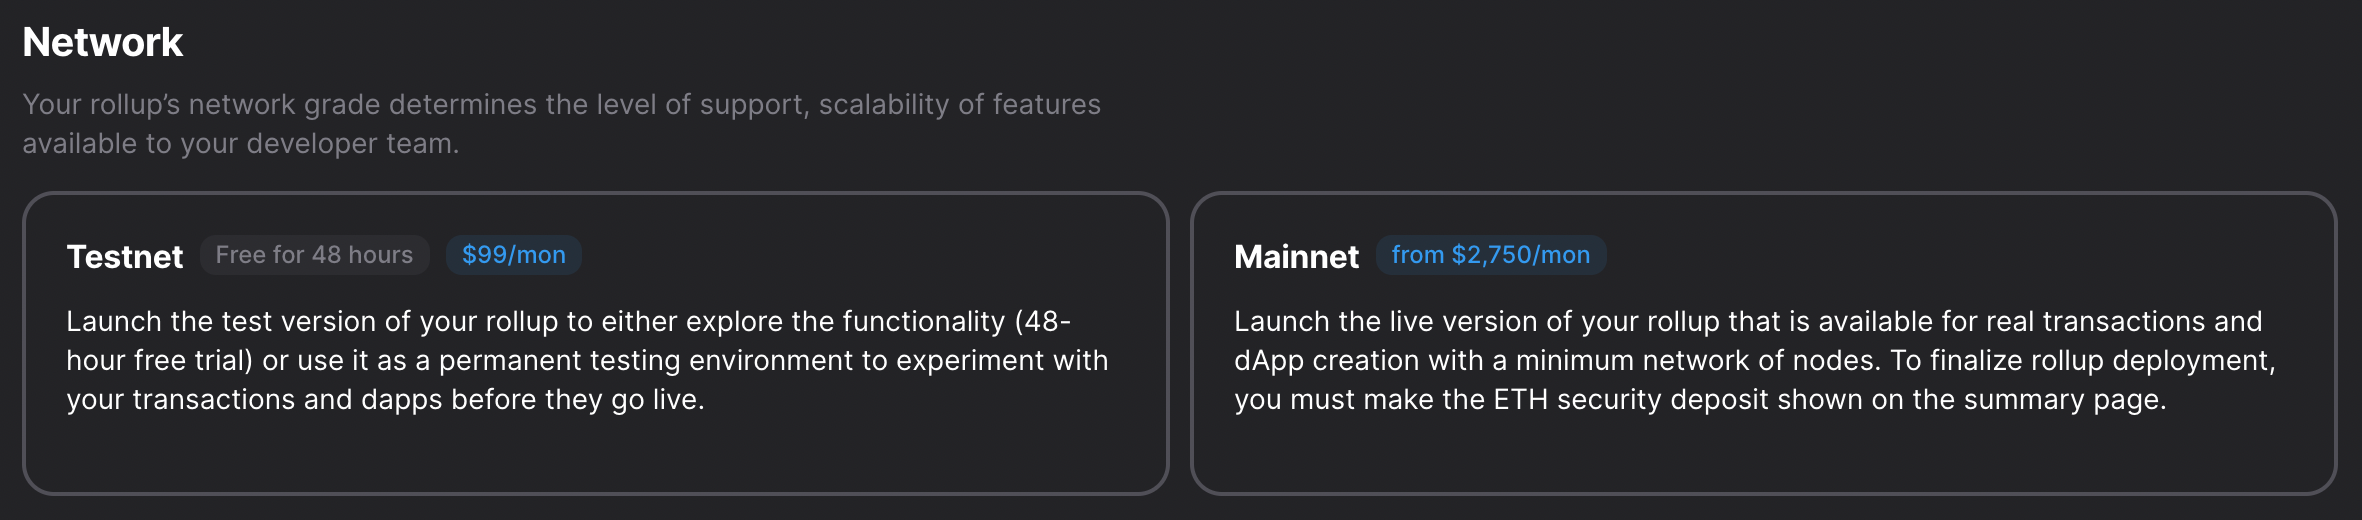 Network
Your rollup’s network grade determines the level of support, scalability of features
available to your developer team.
Testnet Free for 48 hours $99/mon
Launch the test version of your rollup to either explore the functionality (48-
hour free trial) or use it as a permanent testing environment to experiment with
your transactions and dapps before they go live.
Mainnet from $2,750/mon
Launch the live version of your rollup that is available for real transactions and
dApp creation with a minimum network of nodes. To finalize rollup deployment,
you must make the ETH security deposit shown on the summary page.